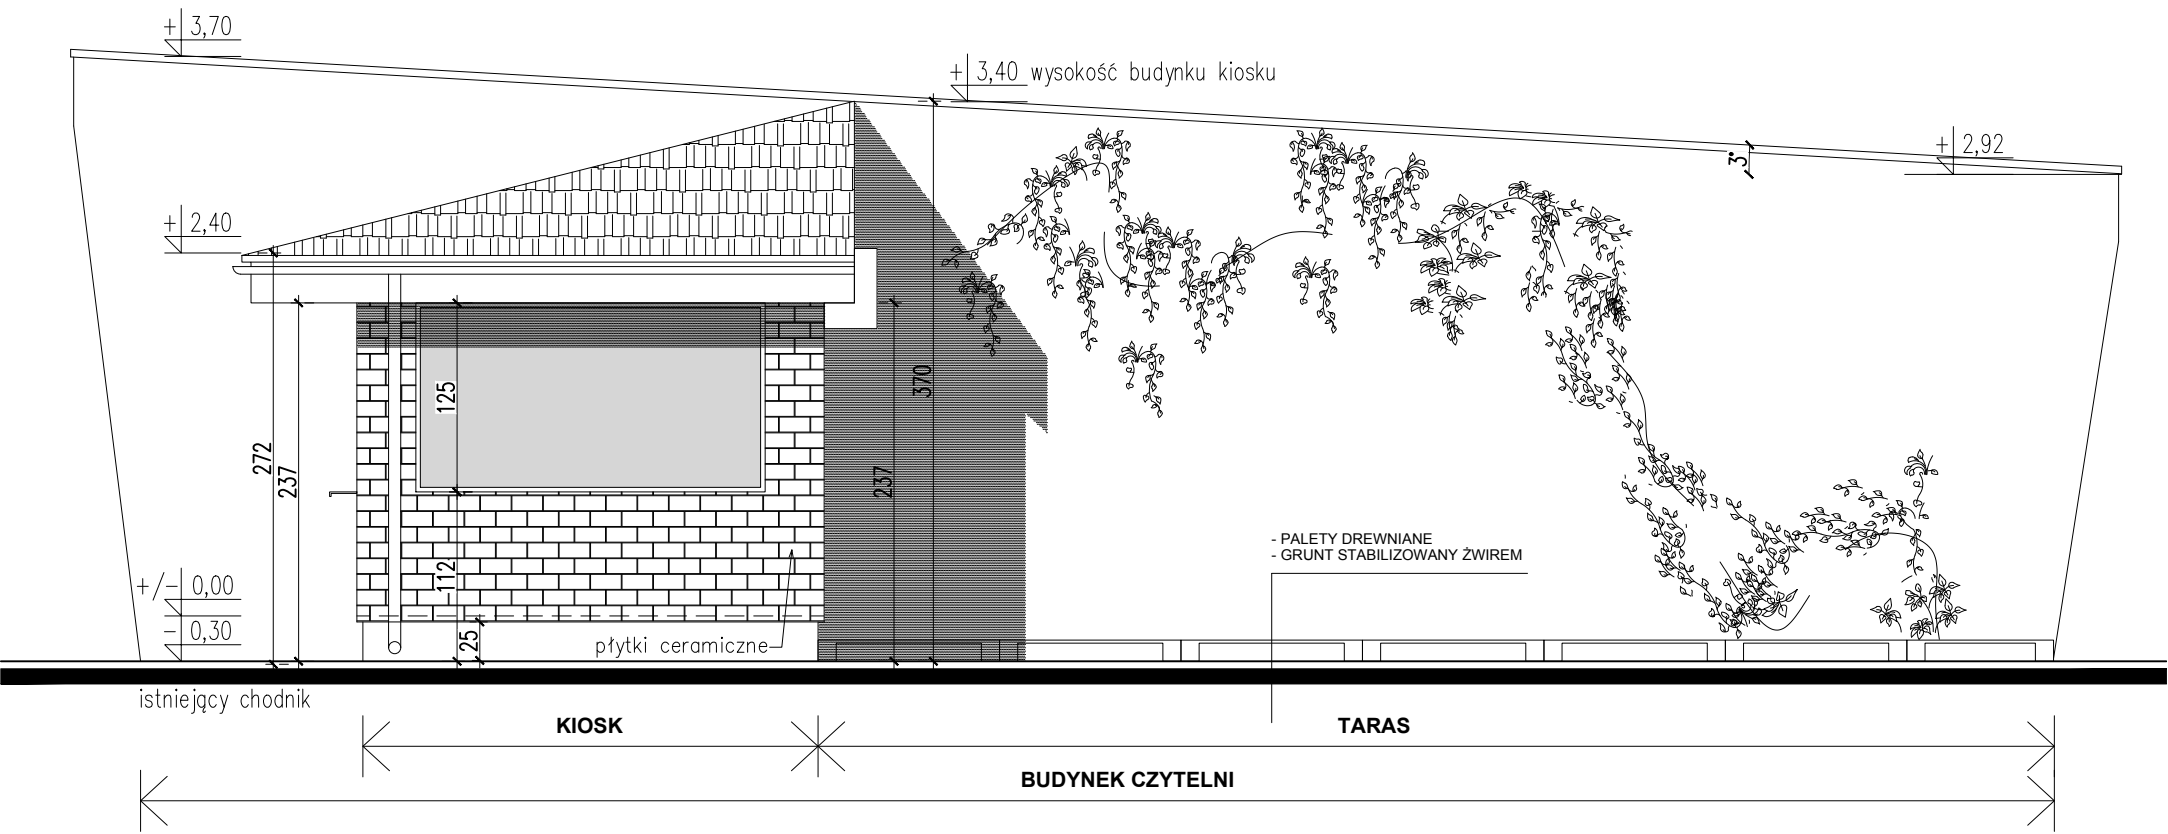 + 3,70
+ 3,40 wysokość budynku kiosku
+ 2,92
3°
+ 2,40
125
370
272
237
237
- PALETY DREWNIANE
- GRUNT STABILIZOWANY ŻWIREM
112
+/- 0,00
- 0,30
25
płytki ceramiczne
istniejący chodnik
KIOSK
TARAS
BUDYNEK CZYTELNI